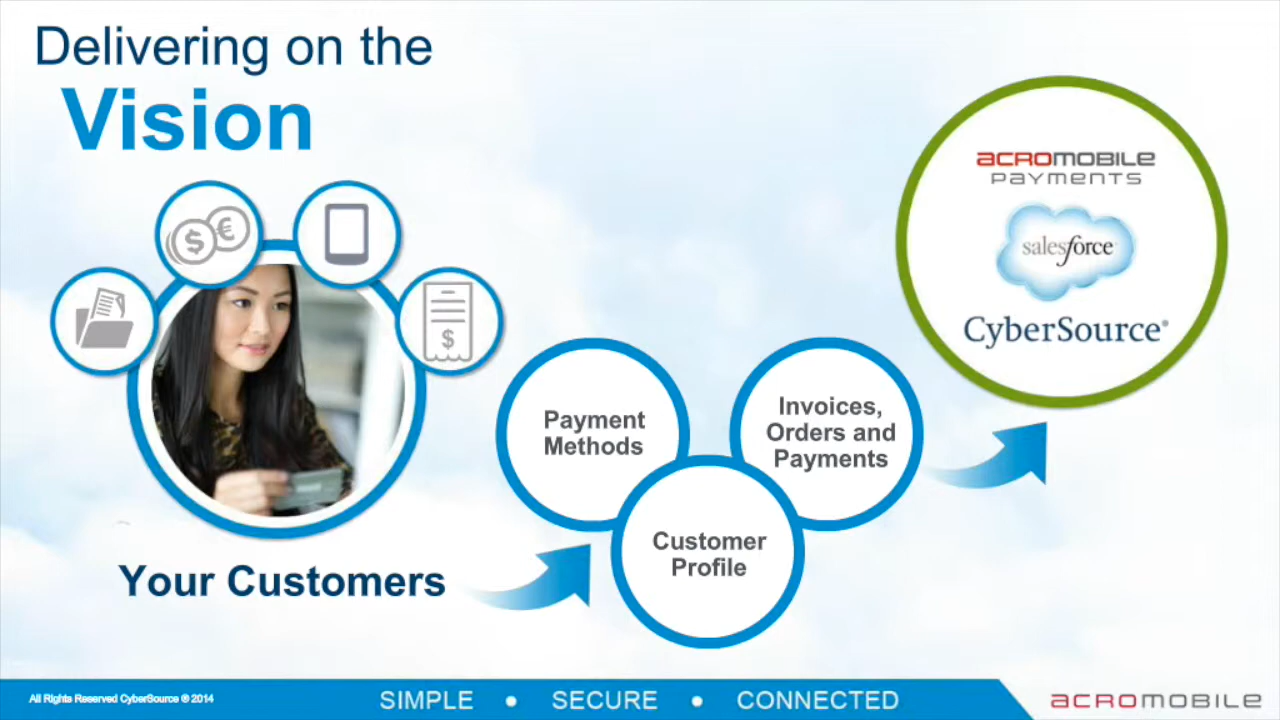 Delivering on the
Vision
$ €
$
Your Customers
Payment
Methods
Customer
Profile
Invoices,
Orders and
Payments
ACROMOBILE
PAYMENTS
salesforce
CyberSource®
All Rights Reserved CyberSource ® 2014
SIMPLE • SECURE • CONNECTED
ACROMOBILE